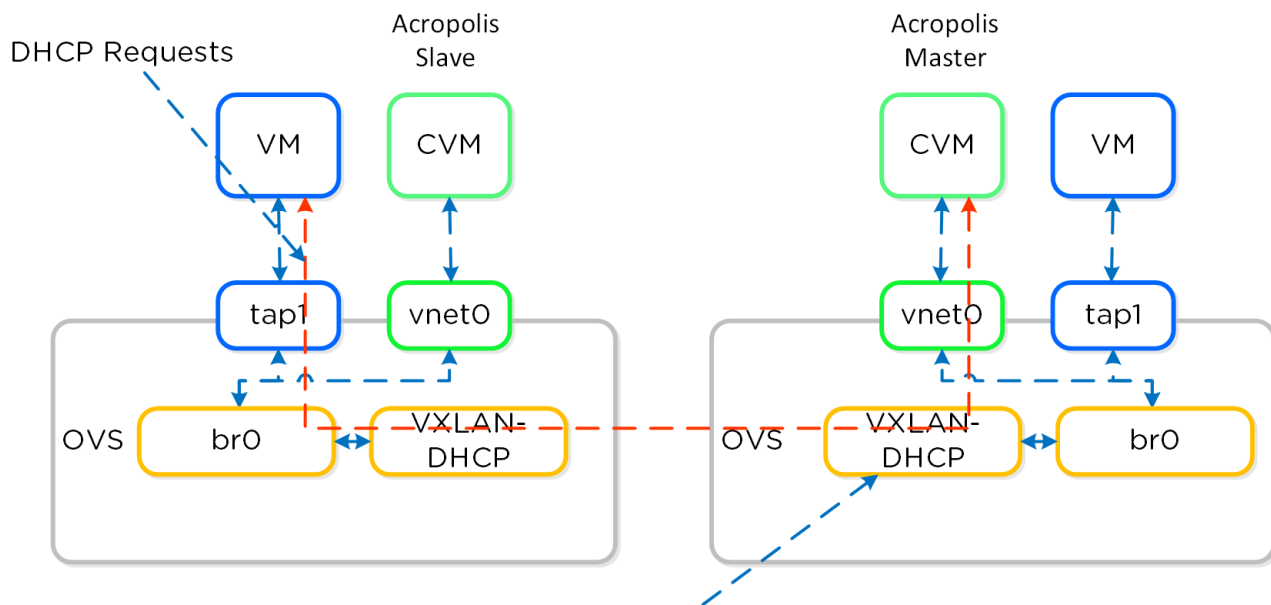 Acropolis
Slave
Acropolis
Master
DHCP Requests
VM
CVM
CVM
VM
tap1
vnet0
vnet0
tap1
OVS
br0
VXLAN-
DHCP
OVS
VXLAN-
DHCP
br0